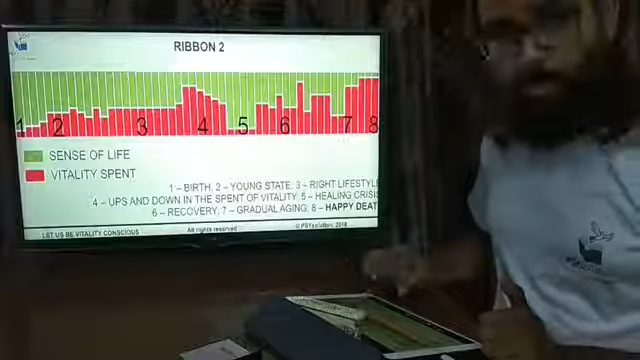 RIBBON 2
1 2 3 4 5 6 7 8
SENSE OF LIFE
VITALITY SPENT
1 – BIRTH, 2 – YOUNG STATE; 3 – RIGHT LIFESTYLE
4 – UPS AND DOWN IN THE SPENT OF VITALITY; 5 – HEALING CRISIS
6 – RECOVERY; 7 – GRADUAL AGING; 8 – HAPPY DEAT
LET US BE VITALITY CONSCIOUS All rights reserved © PSYsolution, 2018